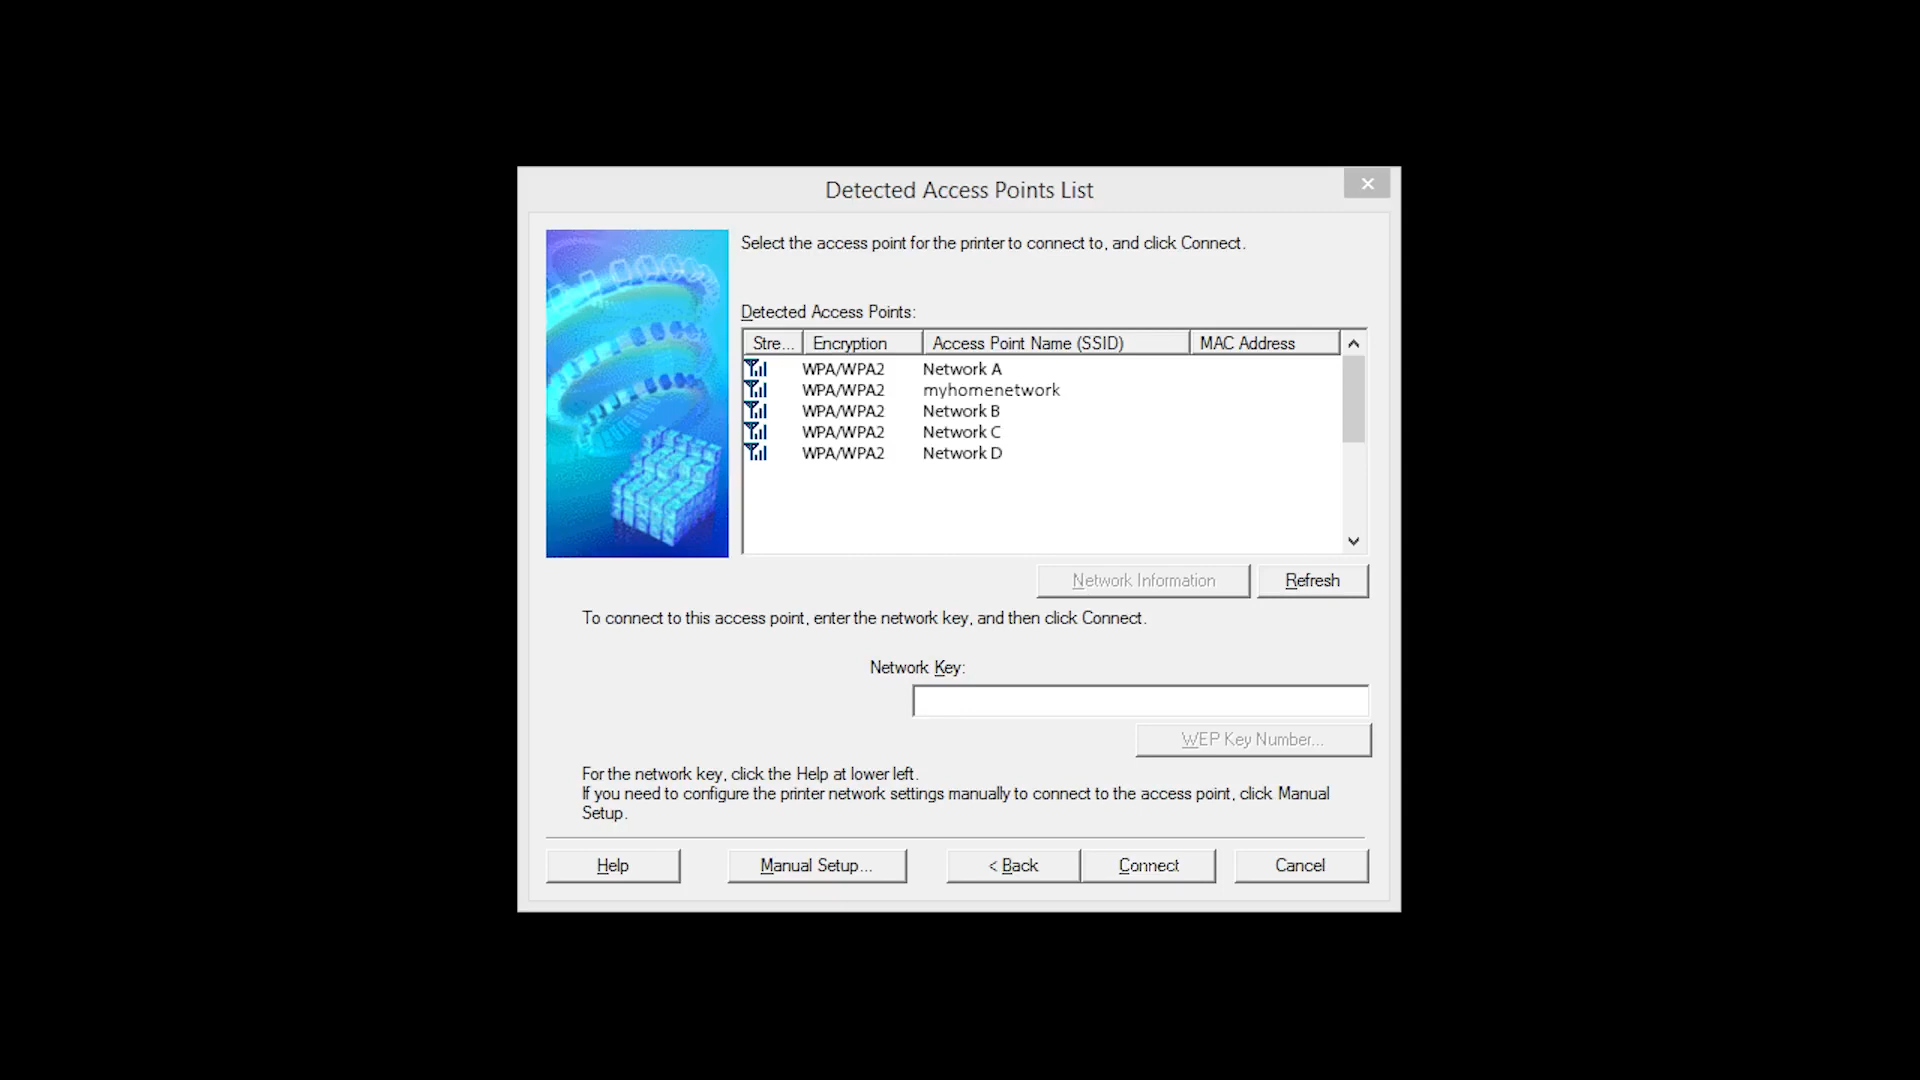 Detected Access Points List
Select the access point for the printer to connect to, and click Connect.
Detected Access Points:
Stre... Encryption Access Point Name (SSID) MAC Address
WPA/WPA2 Network A
WPA/WPA2 myhomenetwork
WPA/WPA2 Network B
WPA/WPA2 Network C
WPA/WPA2 Network D
Network Information Refresh
To connect to this access point, enter the network key, and then click Connect.
Network Key:
WEP Key Number...
For the network key, click the Help at lower left.
If you need to configure the printer network settings manually to connect to the access point, click Manual
Setup.
Help Manual Setup... < Back Connect Cancel